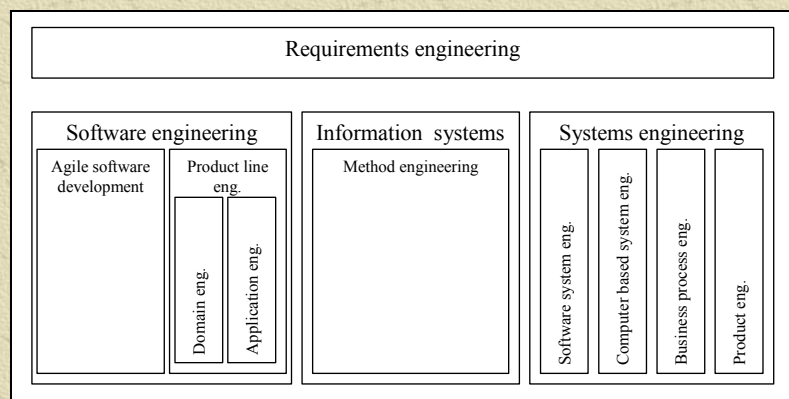 Requirements engineering
Software engineering
Agile software
development
Product line
eng.
Domain eng.
Application eng.
Information systems
Method engineering
Systems engineering
Software system eng.
Computer based system eng.
Business process eng.
Product eng.